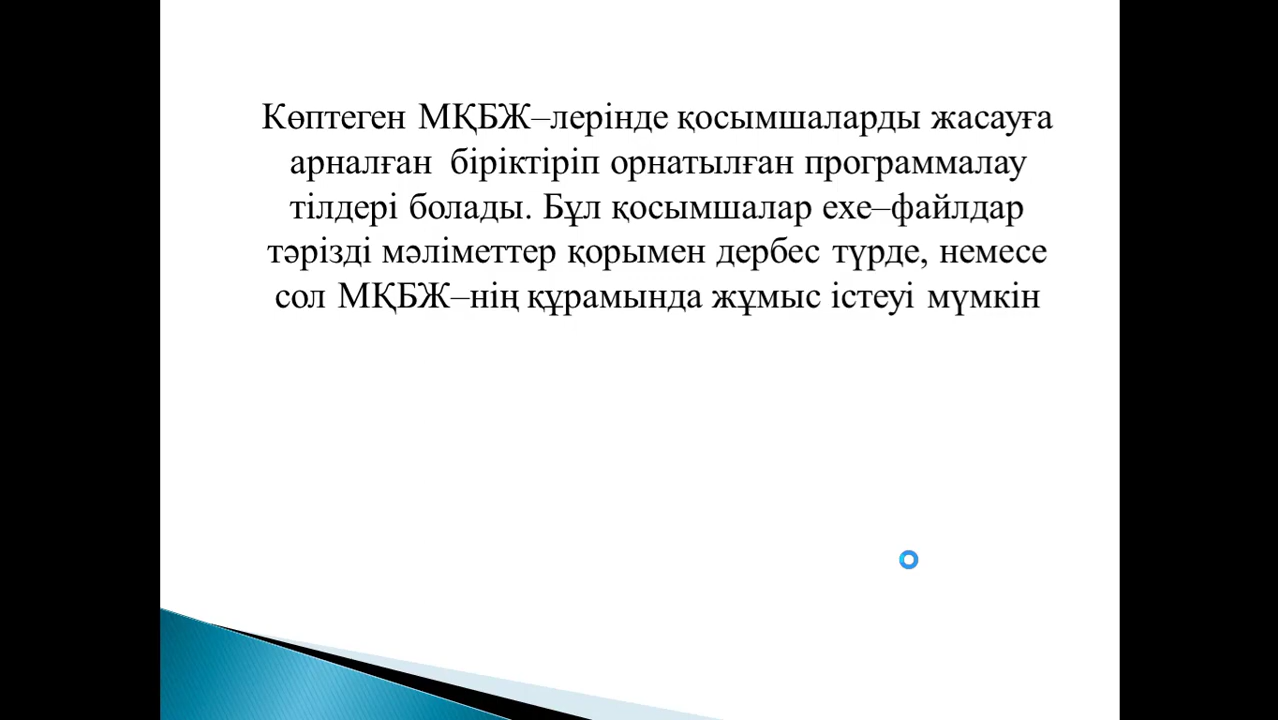 Көптеген МҚБЖ–лерінде қосымшаларды жасауға
арналған біріктіріп орнатылған программалау
тілдері болады. Бұл қосымшалар exe–файлдар
тәрізді мәліметтер қорымен дербес түрде, немесе
сол МҚБЖ–нің құрамында жұмыс істеуі мүмкін